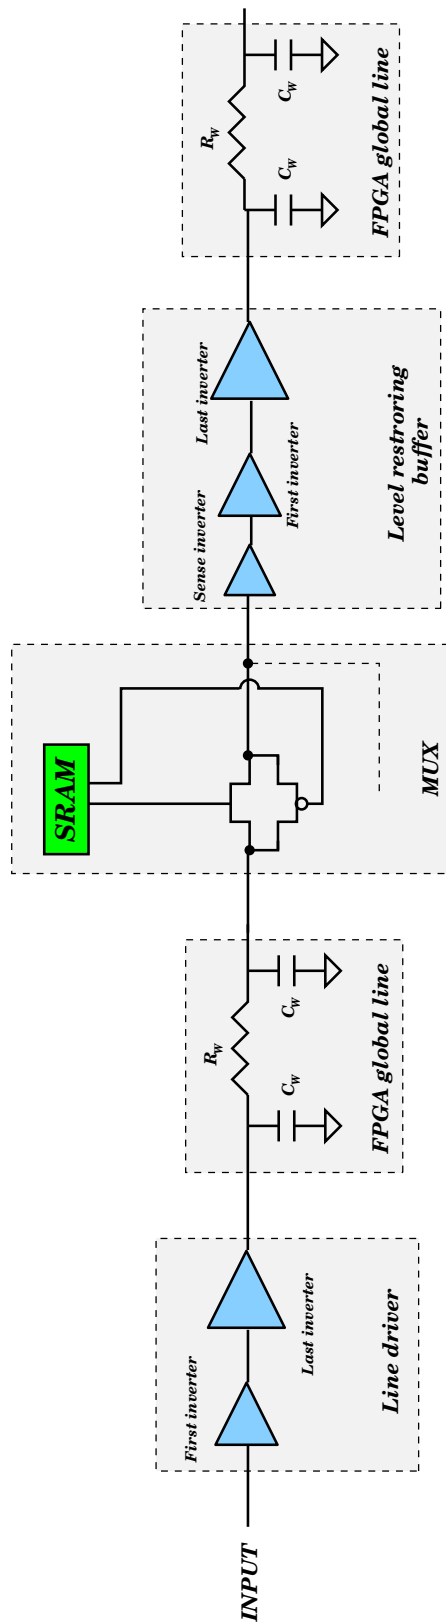 INPUT
First inverter
Last inverter
Line driver
R_W
C_W
C_W
FPGA global line
SRAM
MUX
Sense inverter
First inverter
Last inverter
Level restroring
buffer
R_W
C_W
C_W
FPGA global line